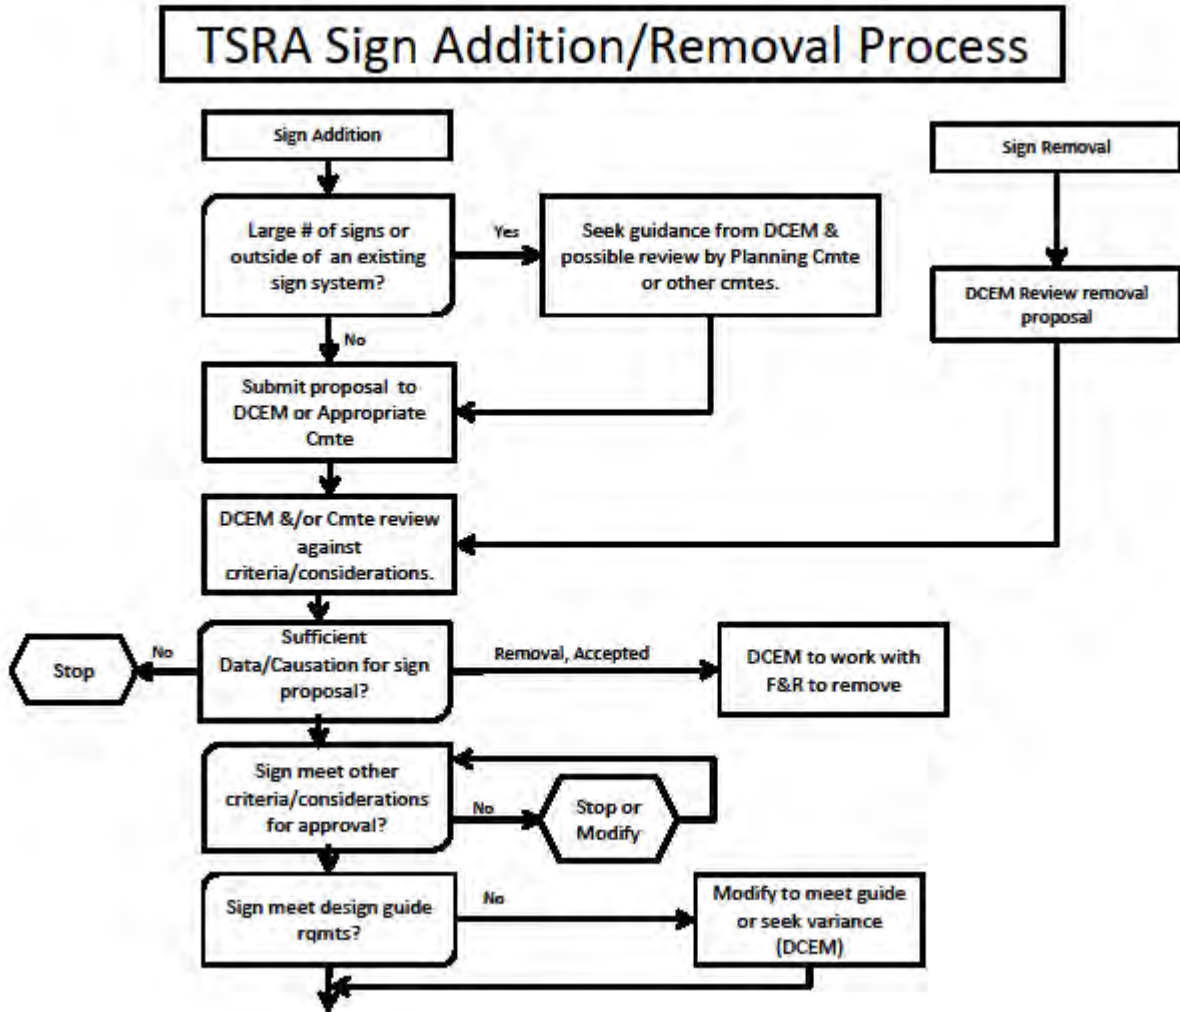 TSRA Sign Addition/Removal Process
Sign Addition
Sign Removal
Large # of signs or
outside of an existing
sign system?
Yes
Seek guidance from DCEM &
possible review by Planning Cmte
or other cmtes.
DCEM Review removal
proposal
No
Submit proposal to
DCEM or Appropriate
Cmte
DCEM &/or Cmte review
against
criteria/considerations.
Sufficient
Data/Causation for sign
proposal?
No
Stop
Removal, Accepted
DCEM to work with
F&R to remove
Sign meet other
criteria/considerations
for approval?
No
Stop or
Modify
Sign meet design guide
rqmts?
No
Modify to meet guide
or seek variance
(DCEM)